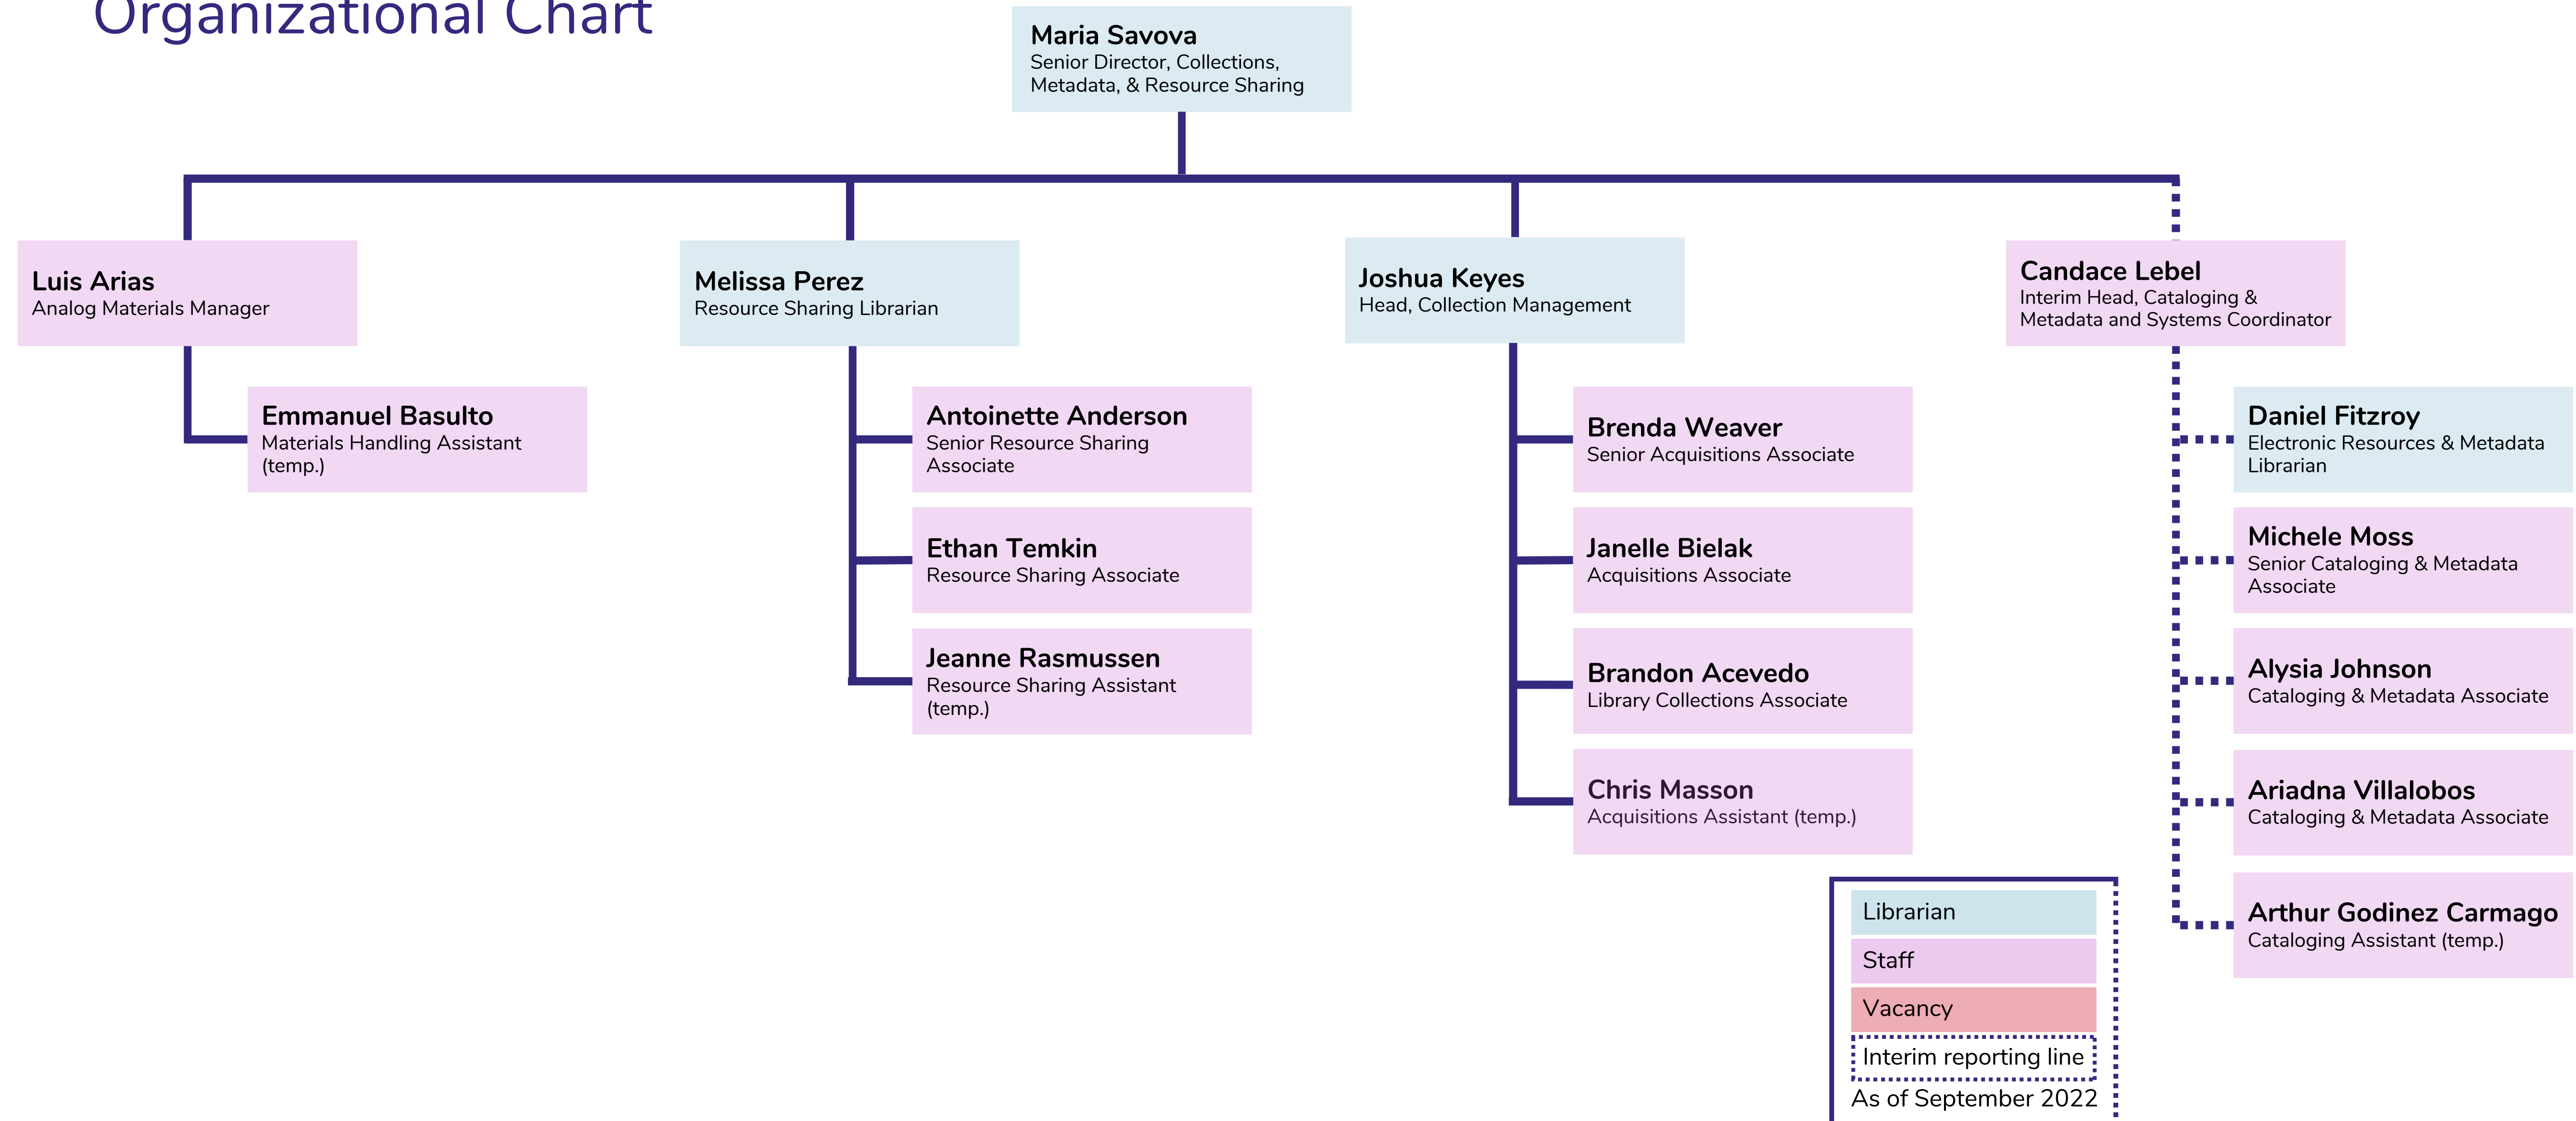 Organizational Chart
Maria Savova
Senior Director, Collections,
Metadata, & Resource Sharing
Luis Arias
Analog Materials Manager
Emmanuel Basulto
Materials Handling Assistant
(temp.)
Melissa Perez
Resource Sharing Librarian
Antoinette Anderson
Senior Resource Sharing
Associate
Ethan Temkin
Resource Sharing Associate
Jeanne Rasmussen
Resource Sharing Assistant
(temp.)
Joshua Keyes
Head, Collection Management
Brenda Weaver
Senior Acquisitions Associate
Janelle Bielak
Acquisitions Associate
Brandon Acevedo
Library Collections Associate
Chris Masson
Acquisitions Assistant (temp.)
Candace Lebel
Interim Head, Cataloging &
Metadata and Systems Coordinator
Daniel Fitzroy
Electronic Resources & Metadata
Librarian
Michele Moss
Senior Cataloging & Metadata
Associate
Alysia Johnson
Cataloging & Metadata Associate
Ariadna Villalobos
Cataloging & Metadata Associate
Arthur Godinez Carmago
Cataloging Assistant (temp.)
Librarian
Staff
Vacancy
Interim reporting line
As of September 2022